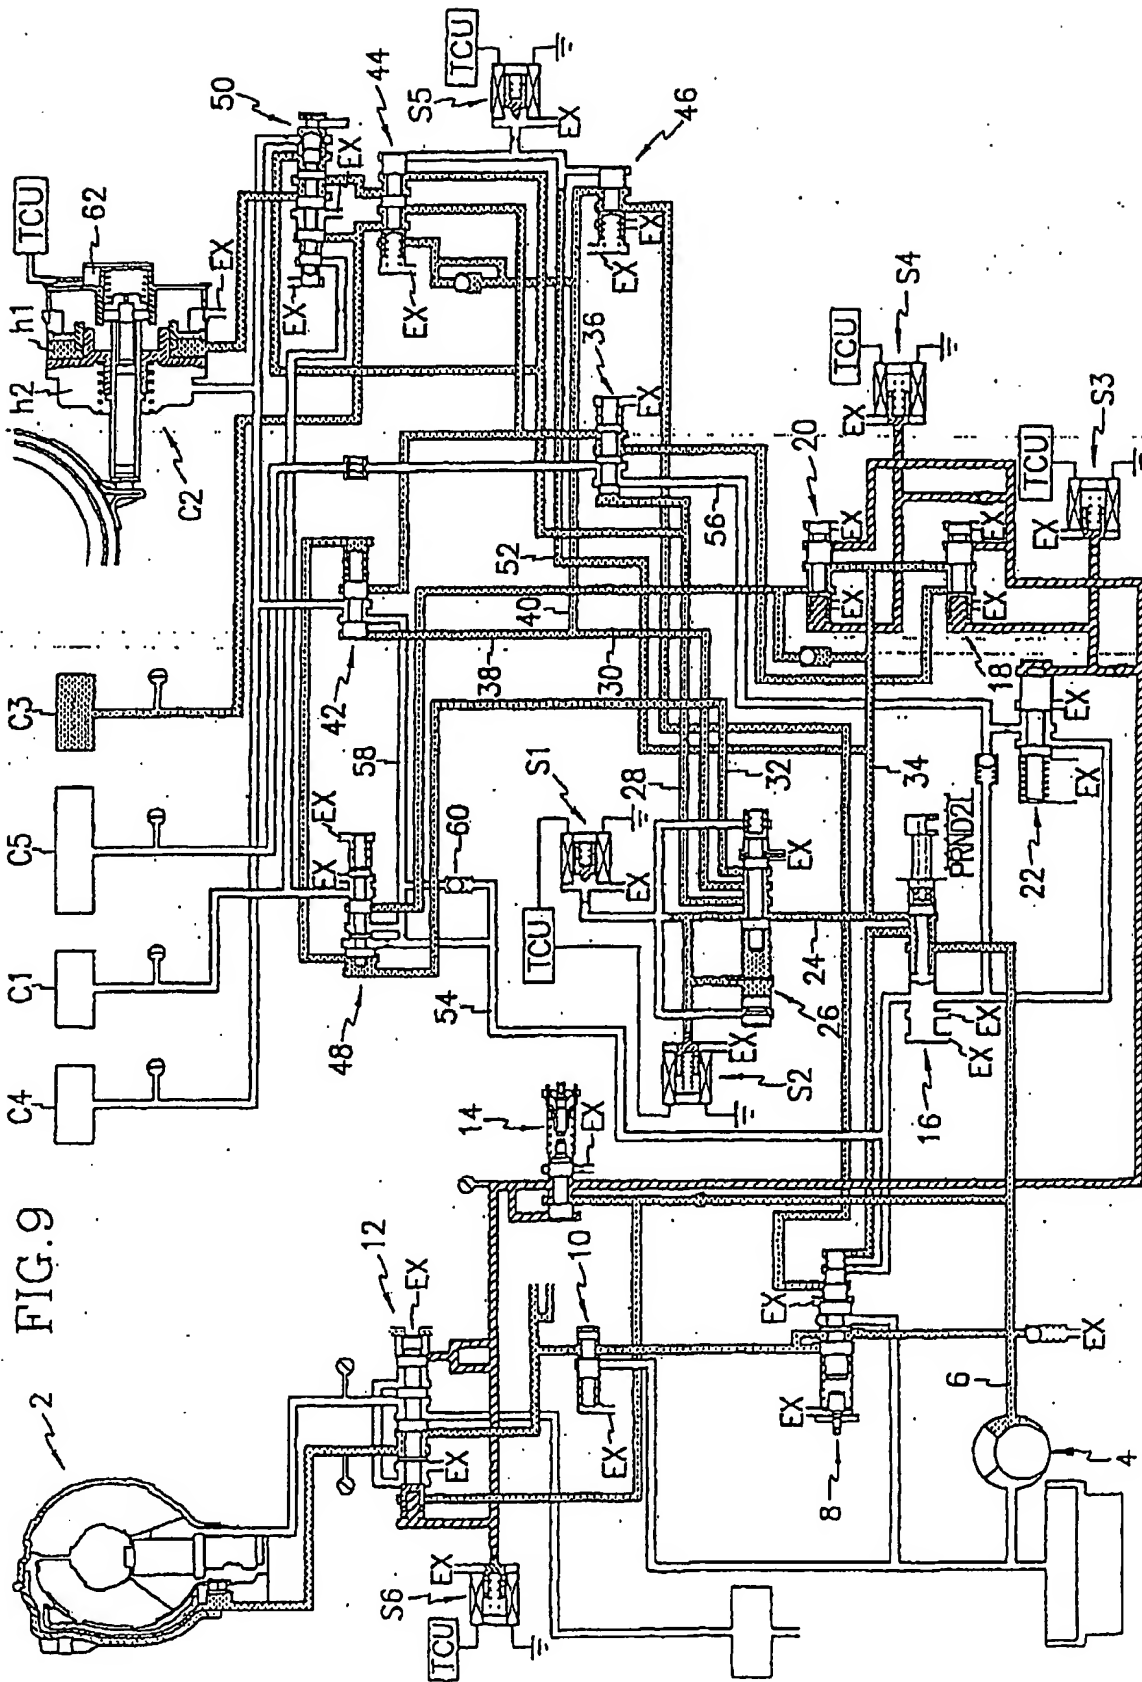 FIG.9
C4
C1
C5
C3
h2
h1
TCU
2
62
C2
EX
50
EX
EX
48
EX
EX
42
58
12
EX
EX
44
EX
S6
TCU
EX
S5
TCU
EX
14
54
60
38
52
40
TCU
S1
10
EX
EX
36
EX
30
EX
EX
EX
EX
28
46
56
32
EX
S2
EX
EX
24
EX
26
8
20
TCU
EX
EX
EX
34
16
S4
PRND2L
6
EX
EX
18
EX
EX
22
TCU
EX
EX
EX
EX
S3
4